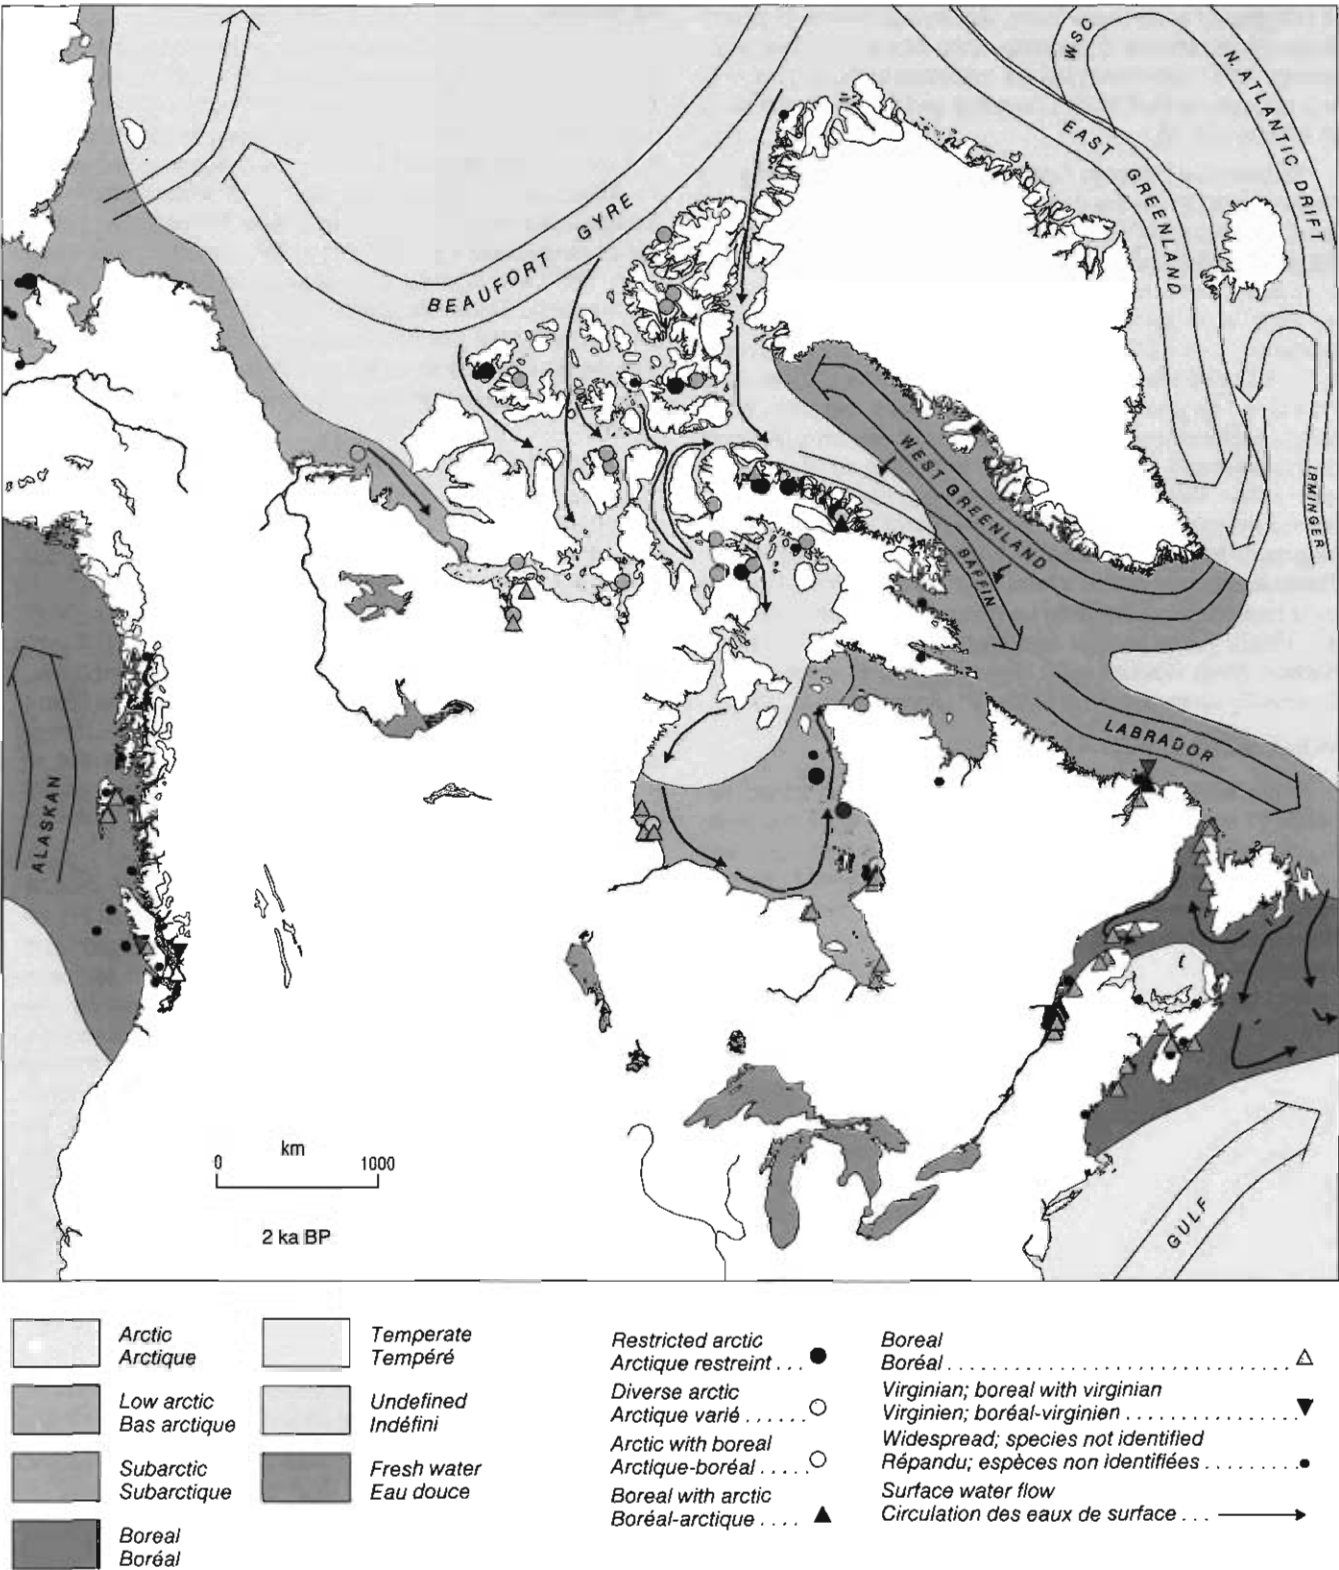 WSC
N. ATLANTIC DRIFT
EAST GREENLAND
BEAUFORT GYRE
WEST GREENLAND
IRMINGER
BAFFIN
LABRADOR
ALASKAN
GULF
km
0 1000
2 ka BP
Arctic
Arctique
Low arctic
Bas arctique
Subarctic
Subarctique
Boreal
Boréal
Temperate
Tempéré
Undefined
Indéfini
Fresh water
Eau douce
Restricted arctic
Arctique restreint ....
Diverse arctic
Arctique varié .......
Arctic with boreal
Arctique-boréal .....
Boreal with arctic
Boréal-arctique ....
Boreal
Boréal ........................................
Virginian; boreal with virginian
Virginien; boréal-virginien ....................
Widespread; species not identified
Répandu; espèces non identifiées ..........
Surface water flow
Circulation des eaux de surface ...